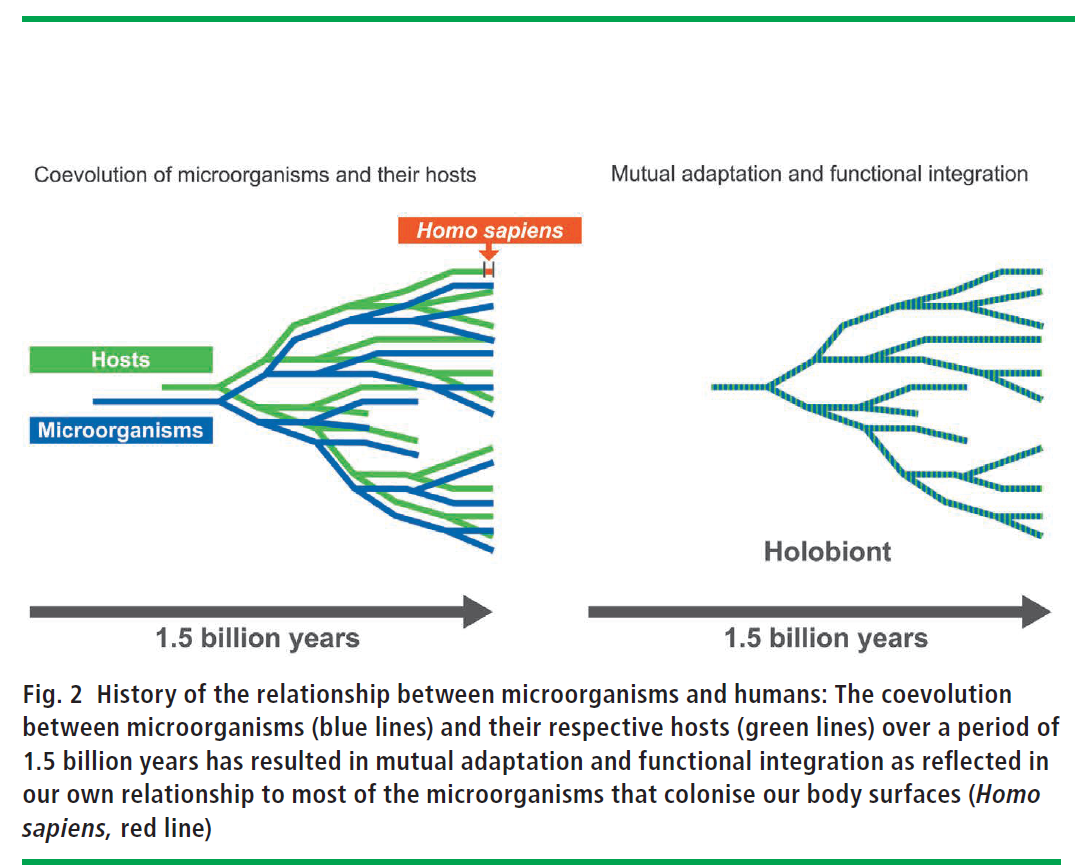 Coevolution of microorganisms and their hosts
Mutual adaptation and functional integration
Homo sapiens
Hosts
Microorganisms
Holobiont
1.5 billion years
1.5 billion years
Fig. 2 History of the relationship between microorganisms and humans: The coevolution
between microorganisms (blue lines) and their respective hosts (green lines) over a period of
1.5 billion years has resulted in mutual adaptation and functional integration as reflected in
our own relationship to most of the microorganisms that colonise our body surfaces (Homo
sapiens, red line)